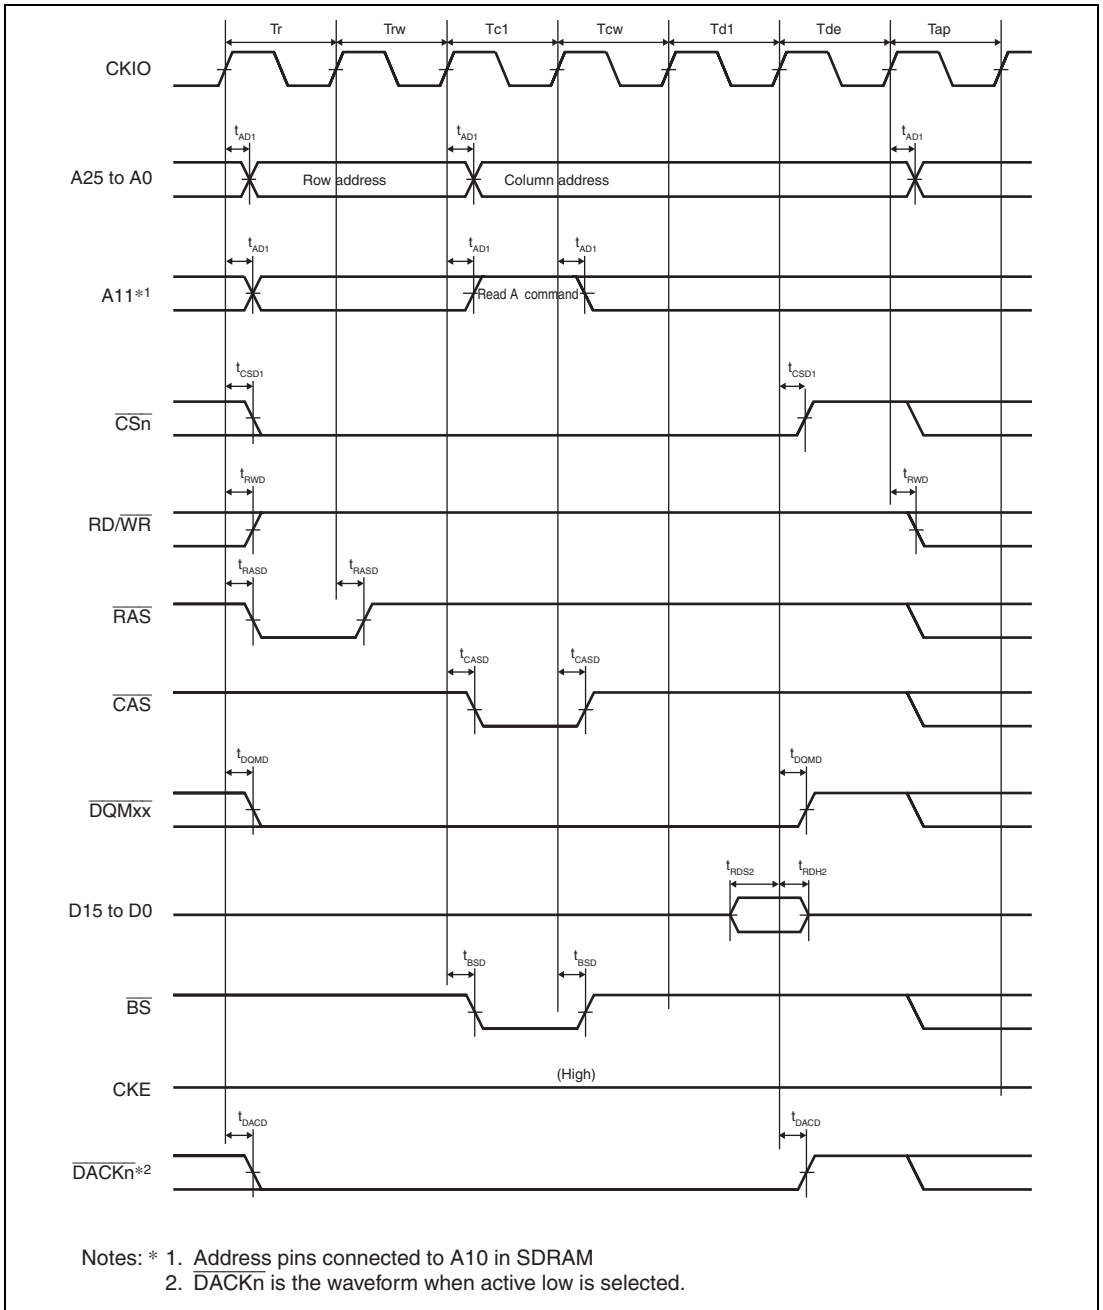 Tr Trw Tc1 Tcw Td1 Tde Tap
CKIO
tAD1 tAD1 tAD1
A25 to A0 Row address Column address
tAD1 tAD1 tAD1
A11*1 Read A command
tCSD1 tCSD1
CSn
tRWD tRWD
RD/WR
tRASD tRASD
RAS
tCASD tCASD
CAS
tDQMD tDQMD
DQMxx
tRDS2 tRDH2
D15 to D0
tBSD tBSD
BS
(High)
CKE
tDACD tDACD
DACKn*2
Notes: * 1. Address pins connected to A10 in SDRAM
2. DACKn is the waveform when active low is selected.